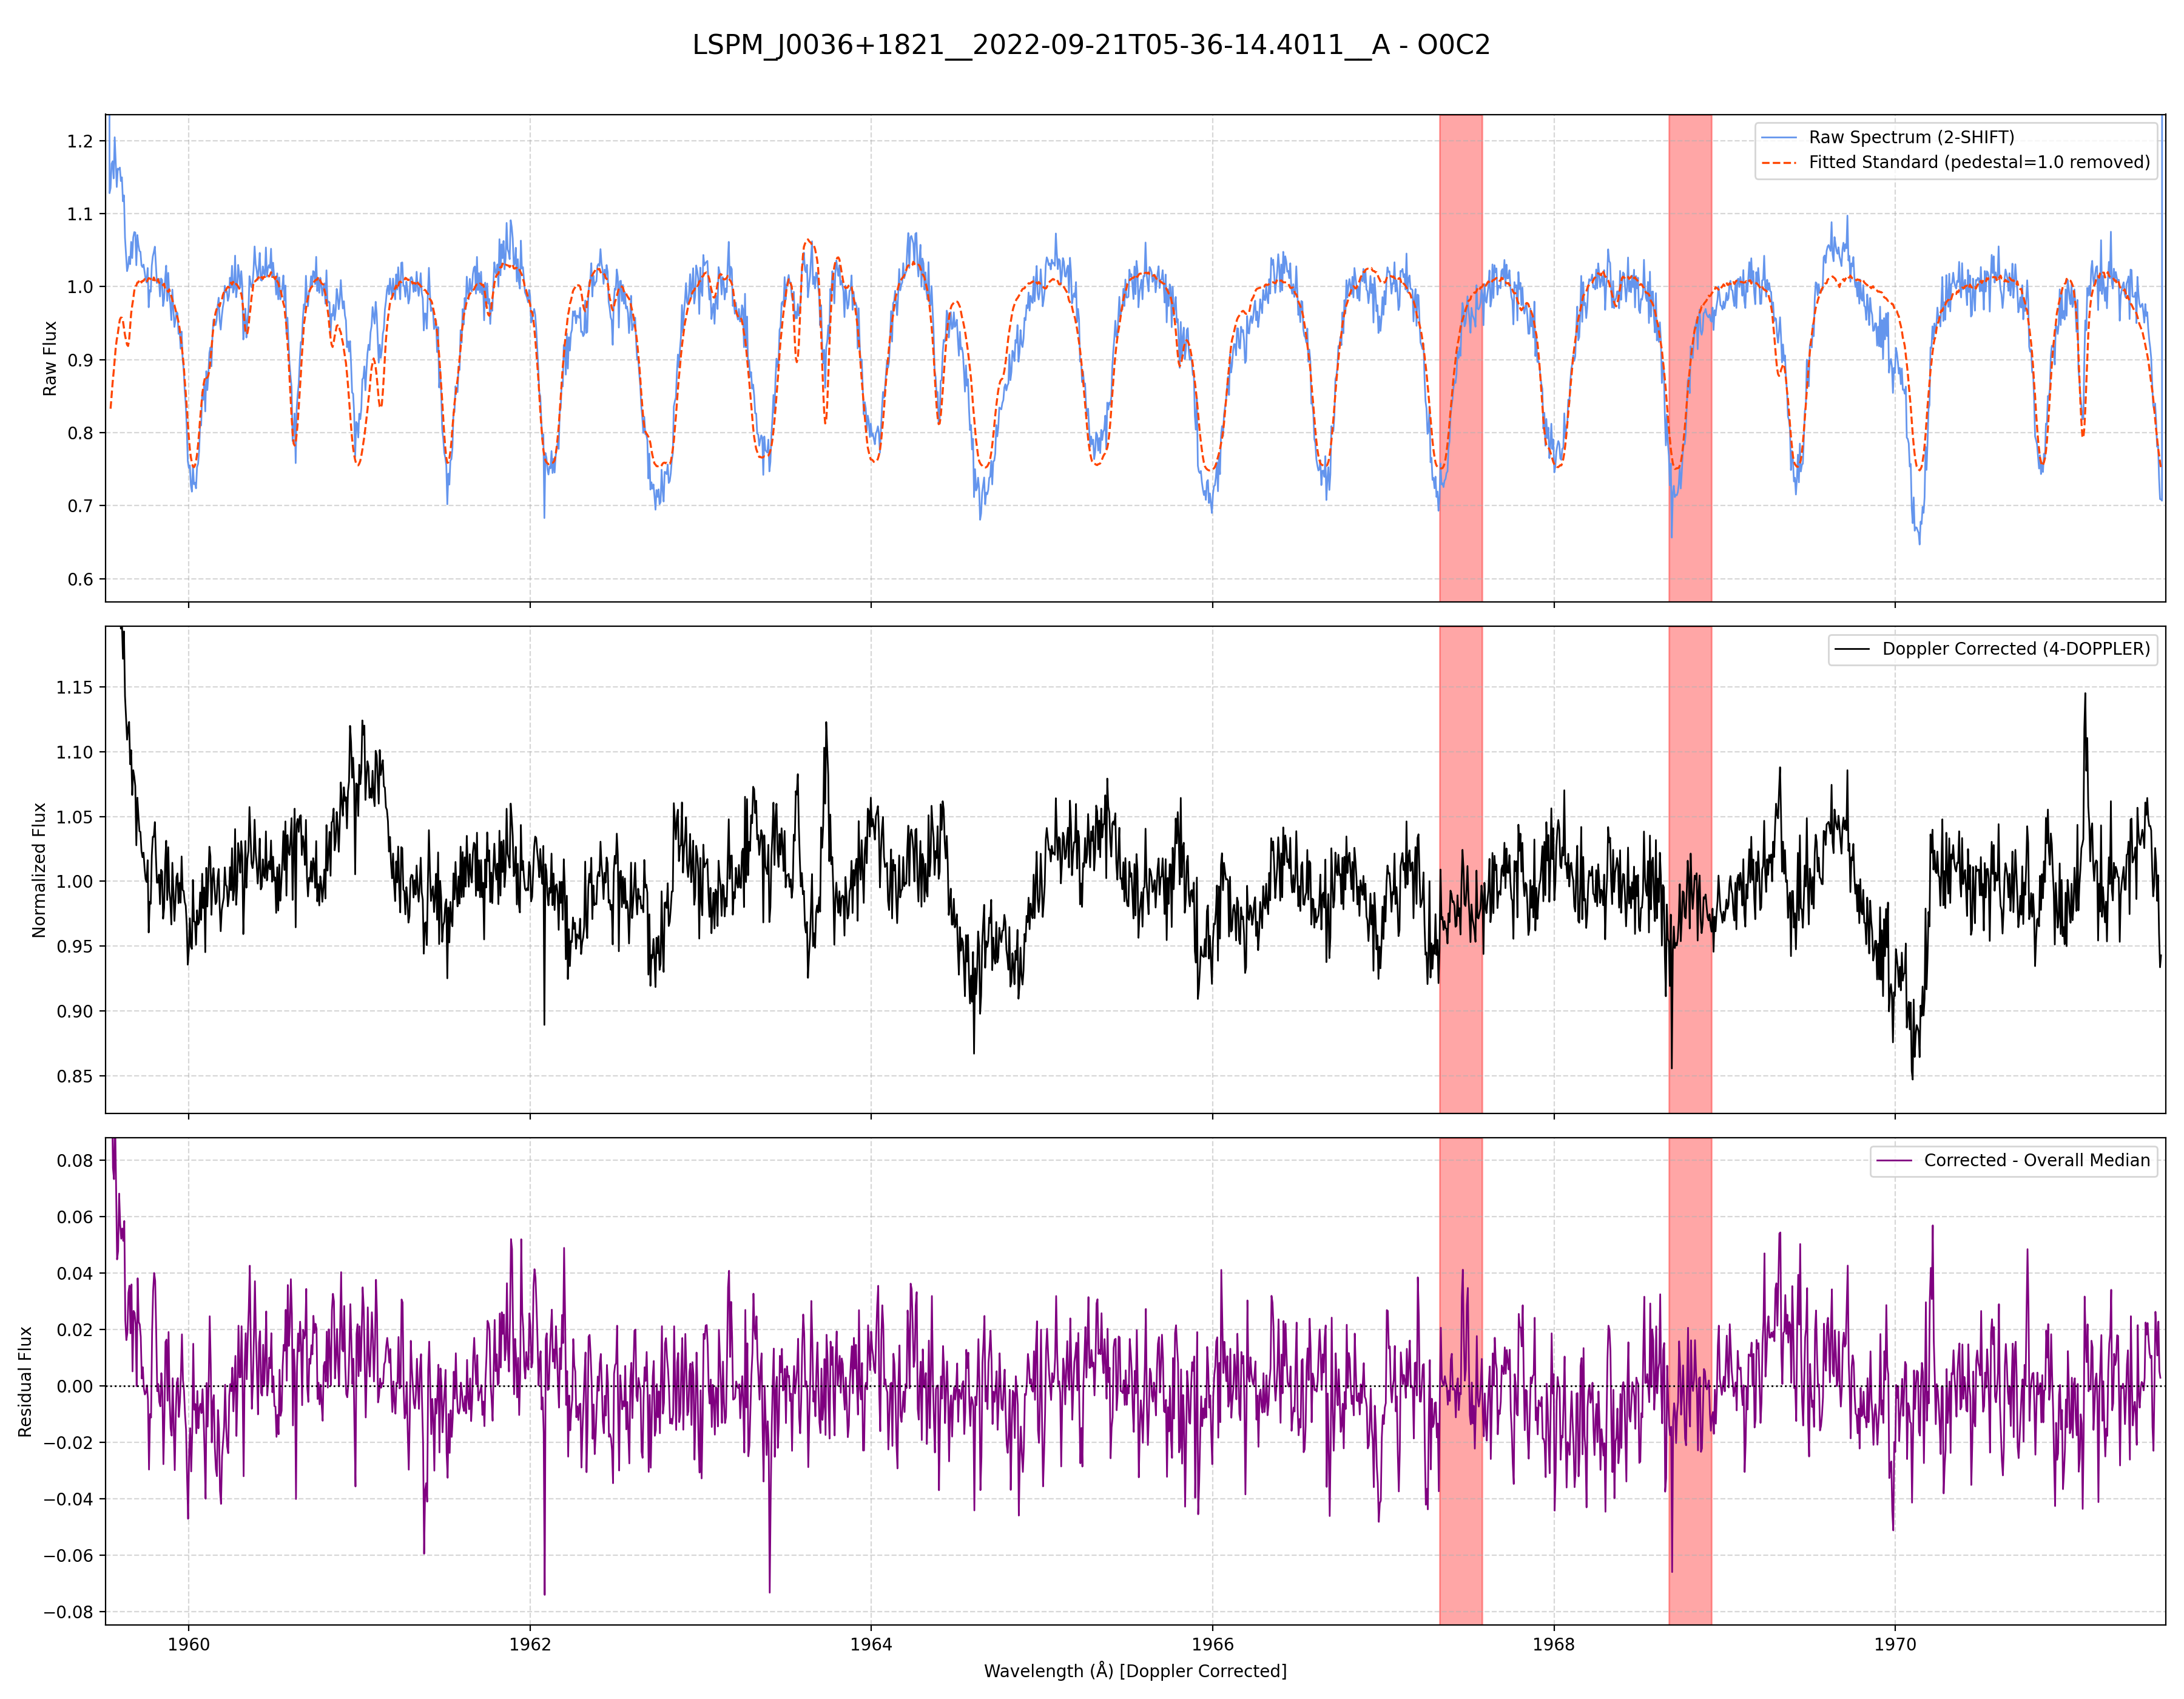 LSPM_J0036+1821__2022-09-21T05-36-14.4011__A - O0C2
Raw Spectrum (2-SHIFT)
Fitted Standard (pedestal=1.0 removed)
Raw Flux
1.2
1.1
1.0
0.9
0.8
0.7
0.6
Doppler Corrected (4-DOPPLER)
Normalized Flux
1.15
1.10
1.05
1.00
0.95
0.90
0.85
Corrected - Overall Median
Residual Flux
0.08
0.06
0.04
0.02
0.00
−0.02
−0.04
−0.06
−0.08
1960 1962 1964 1966 1968 1970
Wavelength (Å) [Doppler Corrected]